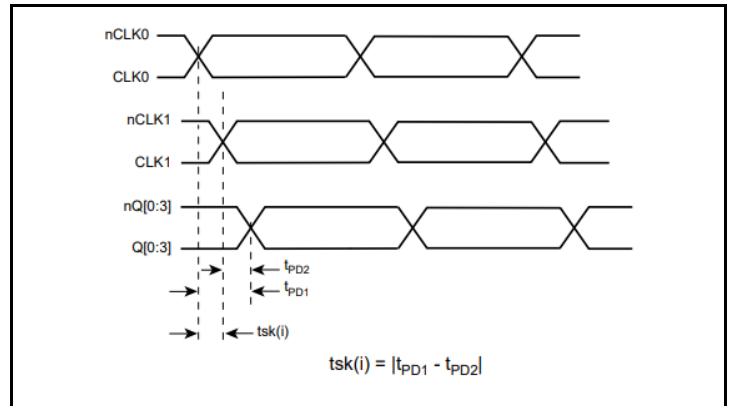 nCLK0
CLK0
nCLK1
CLK1
nQ[0:3]
Q[0:3]
tPD2
tPD1
tsk(i)
tsk(i) = |tPD1 - tPD2|